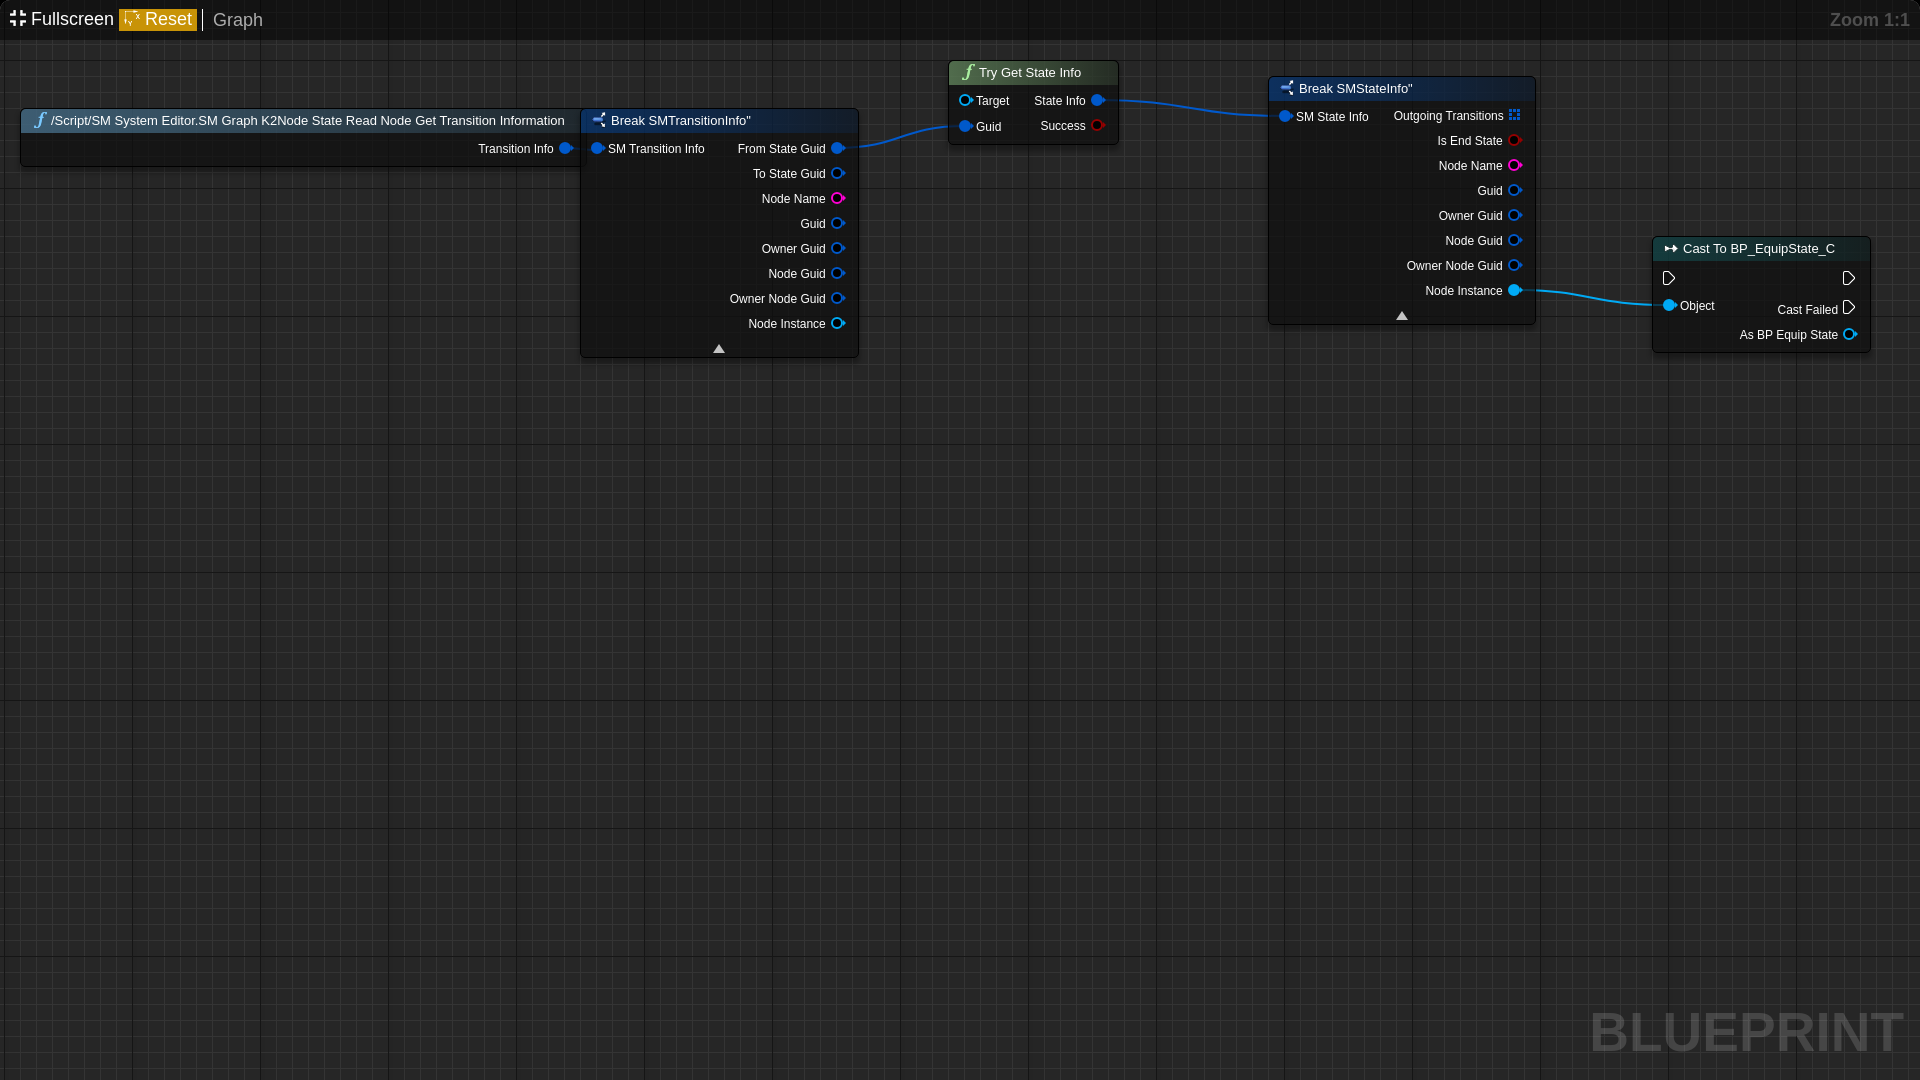 Fullscreen Reset Graph Zoom 1:1
/Script/SM System Editor.SM Graph K2Node State Read Node Get Transition Information
Transition Info
Break SMTransitionInfo"
SM Transition Info From State Guid
To State Guid
Node Name
Guid
Owner Guid
Node Guid
Owner Node Guid
Node Instance
Try Get State Info
Target State Info
Guid Success
Break SMStateInfo"
SM State Info Outgoing Transitions
Is End State
Node Name
Guid
Owner Guid
Node Guid
Owner Node Guid
Node Instance
Cast To BP_EquipState_C
Object Cast Failed
As BP Equip State
BLUEPRINT